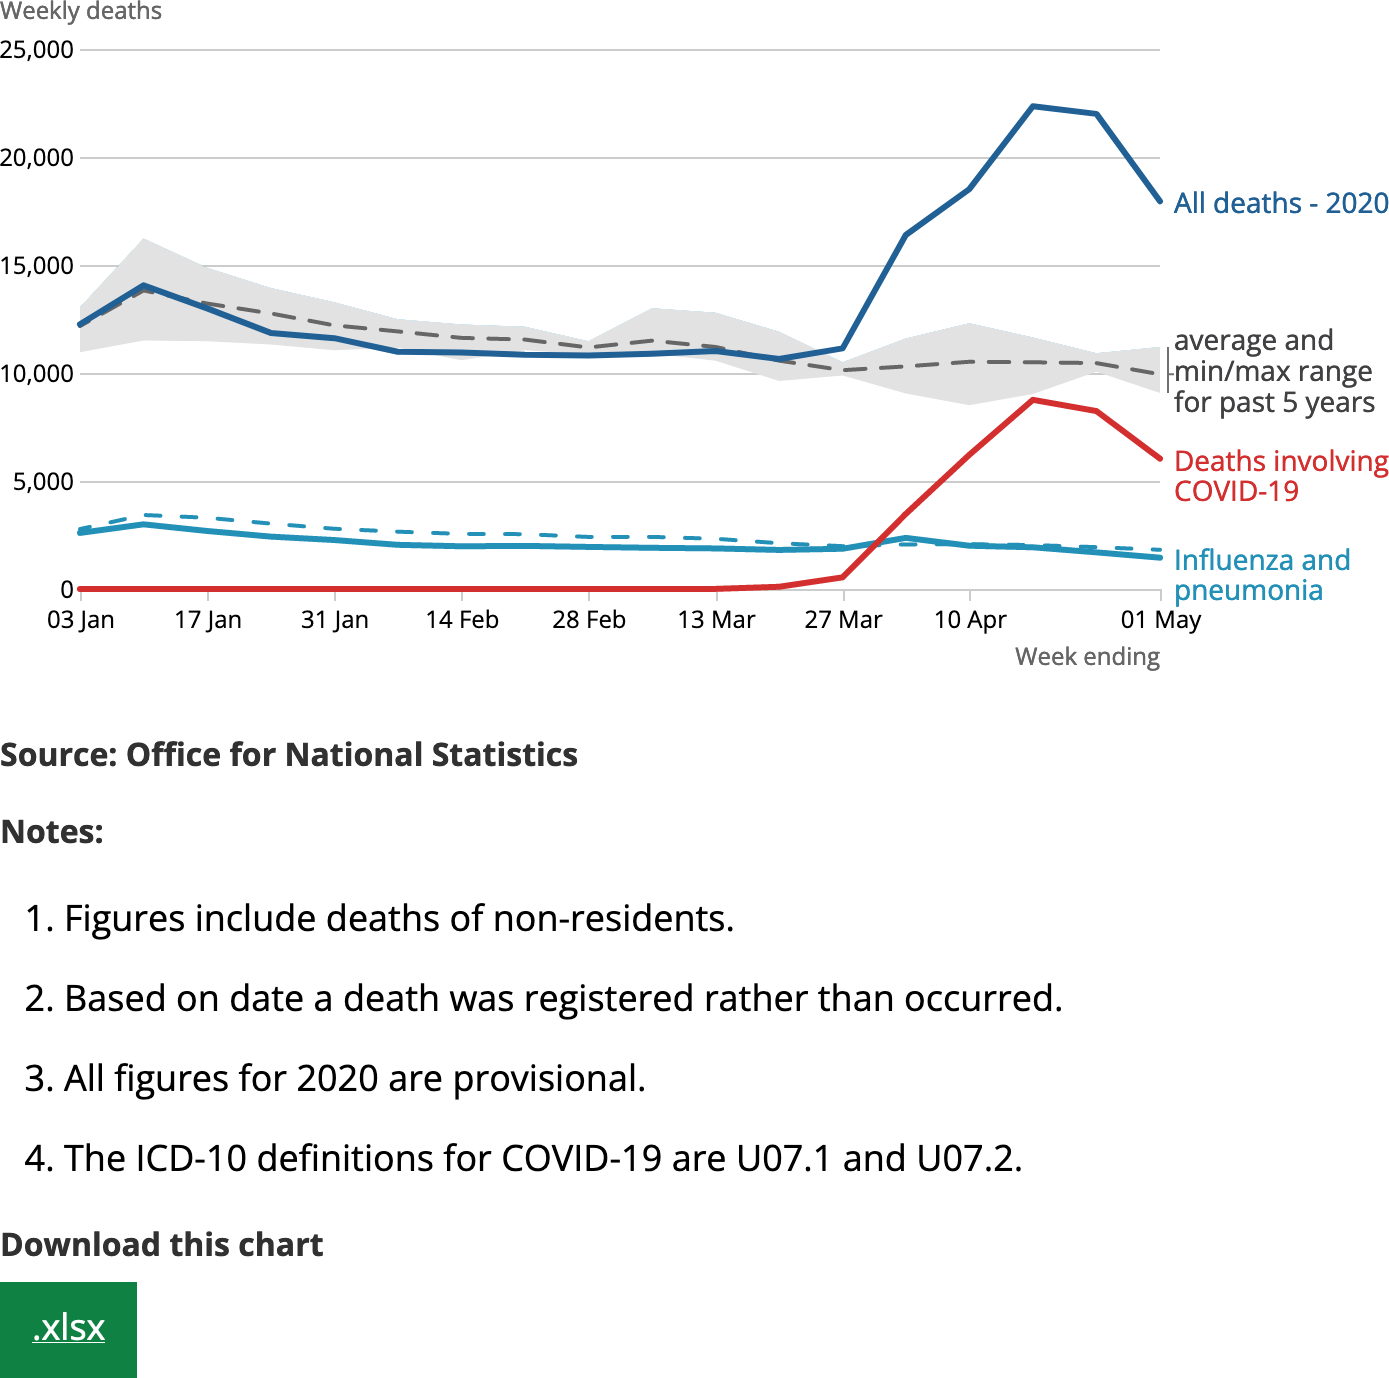 Weekly deaths
25,000
20,000
15,000
10,000
5,000
0
All deaths - 2020
average and
min/max range
for past 5 years
Deaths involving
COVID-19
Influenza and
pneumonia
03 Jan 17 Jan 31 Jan 14 Feb 28 Feb 13 Mar 27 Mar 10 Apr 01 May
Week ending
Source: Office for National Statistics
Notes:
1. Figures include deaths of non-residents.
2. Based on date a death was registered rather than occurred.
3. All figures for 2020 are provisional.
4. The ICD-10 definitions for COVID-19 are U07.1 and U07.2.
Download this chart
.xlsx